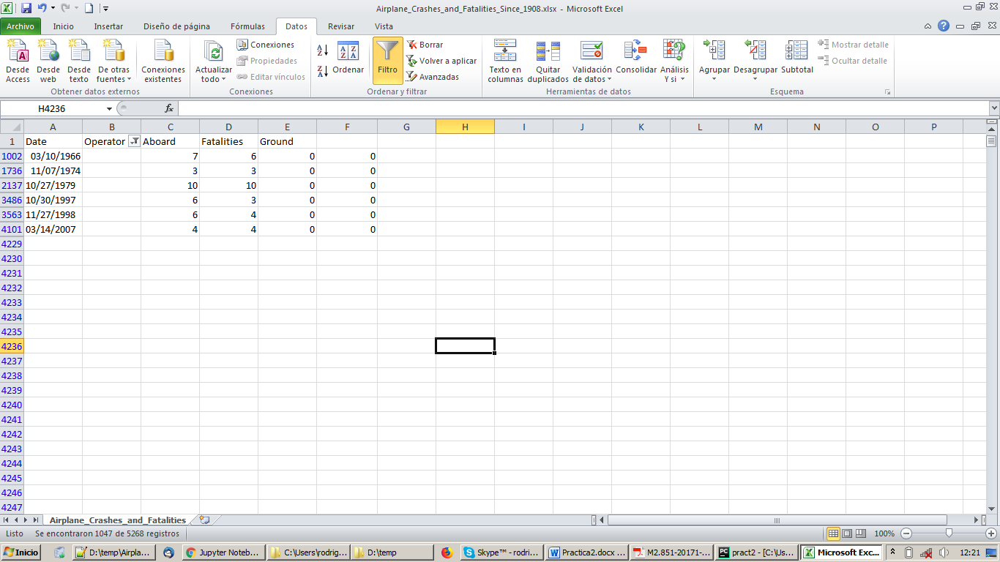 Airplane_Crashes_and_Fatalities_Since_1908.xlsx - Microsoft Excel
Archivo Inicio Insertar Diseño de página Fórmulas Datos Revisar Vista
Desde Access
Desde web
Desde texto
De otras fuentes
Conexiones existentes
Obtener datos externos
Actualizar todo
Conexiones
Propiedades
Editar vínculos
Conexiones
Ordenar
Filtro
Borrar
Volver a aplicar
Avanzadas
Ordenar y filtrar
Texto en columnas
Quitar duplicados
Validación de datos
Consolidar
Análisis Y si
Herramientas de datos
Agrupar
Desagrupar
Subtotal
Mostrar detalle
Ocultar detalle
Esquema
H4236 fx
A B C D E F G H I J K L M N O P
1 Date Operator Aboard Fatalities Ground
1002 03/10/1966 7 6 0 0
1736 11/07/1974 3 3 0 0
2137 10/27/1979 10 10 0 0
3486 10/30/1997 6 3 0 0
3563 11/27/1998 6 4 0 0
4101 03/14/2007 4 4 0 0
4229
4230
4231
4232
4233
4234
4235
4236
4237
4238
4239
4240
4241
4242
4243
4244
4245
4246
4247
Airplane_Crashes_and_Fatalities
Listo Se encontraron 1047 de 5268 registros 100%
Inicio D:\temp\Airpla... Jupyter Noteb... C:\Users\rodrig... D:\temp Skype™ - rodri... Practica2.docx ... M2.851-20171-... pract2 - [C:\Us... Microsoft Exc... 12:21